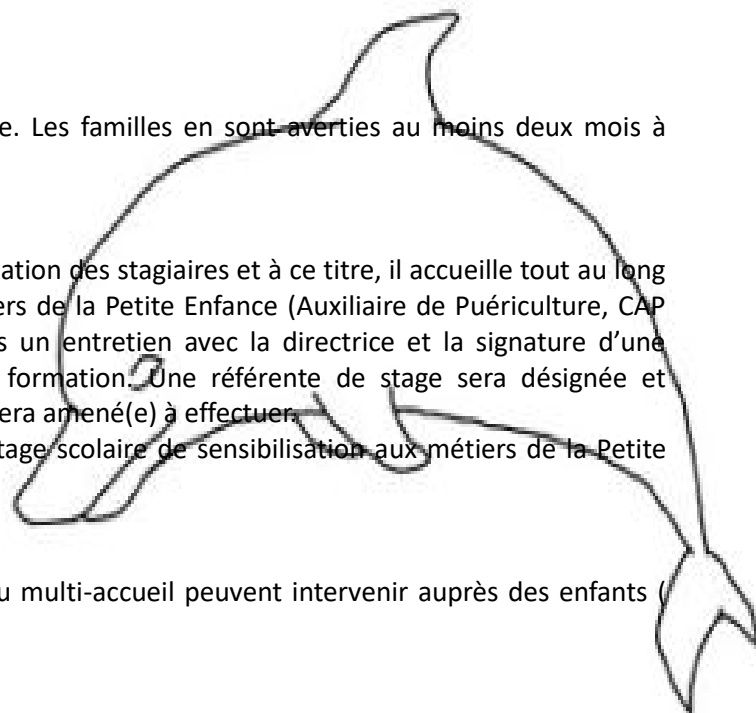 e. Les familles en sont averties au moins deux mois à
ation des stagiaires et à ce titre, il accueille tout au long
ers de la Petite Enfance (Auxiliaire de Puériculture, CAP
s un entretien avec la directrice et la signature d’une
formation. Une référente de stage sera désignée et
era amené(e) à effectuer.
tage scolaire de sensibilisation aux métiers de la Petite
u multi-accueil peuvent intervenir auprès des enfants (